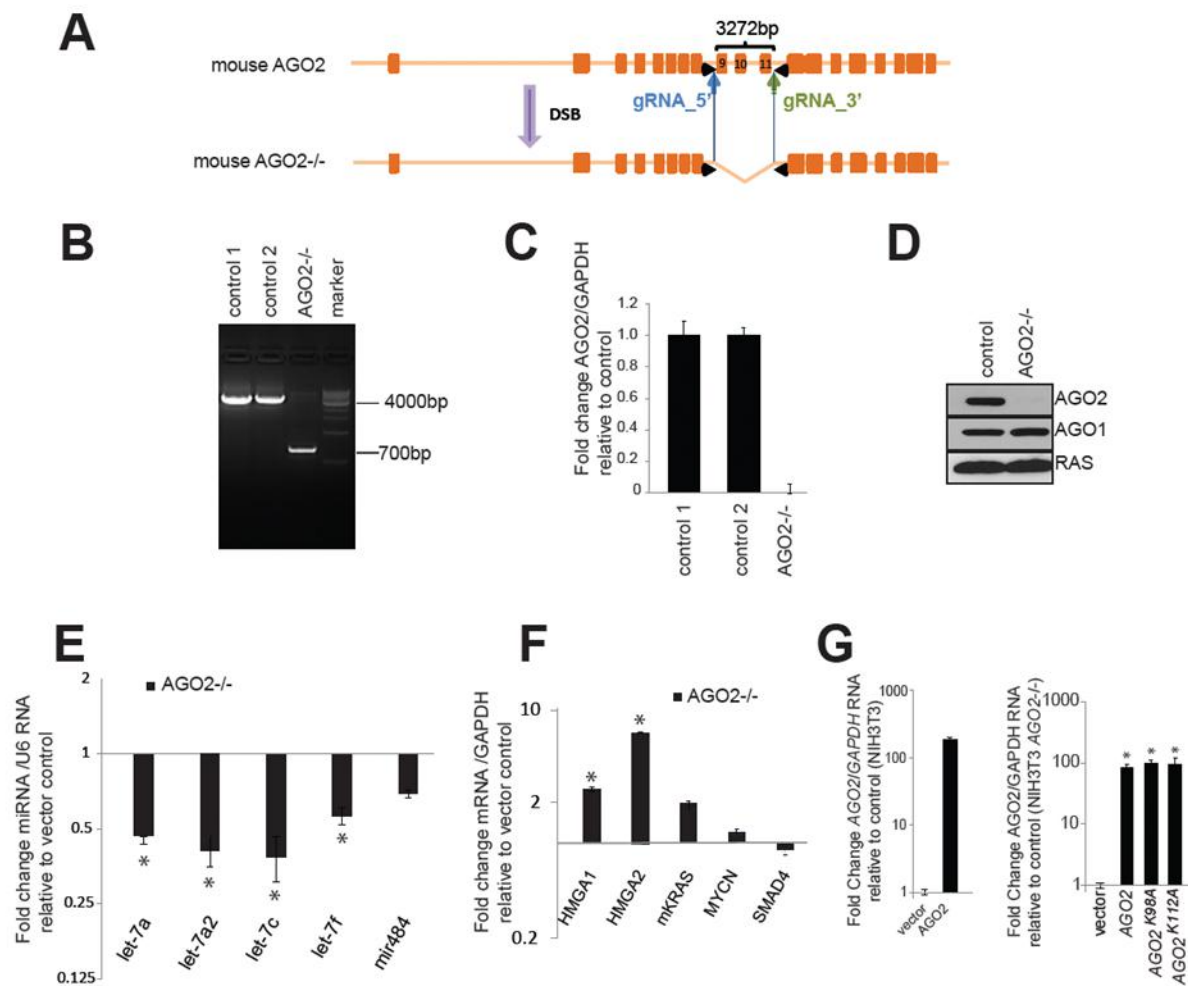 A
3272bp
mouse AGO2
9 10 11
gRNA_5'
gRNA_3'
DSB
mouse AGO2-/-
B
control 1
control 2
AGO2-/-
marker
4000bp
700bp
C
Fold change AGO2/GAPDH
relative to control
1.2
1.0
0.8
0.6
0.4
0.2
0
control 1
control 2
AGO2-/-
D
control
AGO2-/-
AGO2
AGO1
RAS
E
Fold change miRNA /U6 RNA
relative to vector control
AGO2-/-
2
1
0.5
0.25
0.125
*
*
*
*
let-7a
let-7a2
let-7c
let-7f
mir484
F
Fold change mRNA /GAPDH
relative to vector control
AGO2-/-
10
2
0.2
*
*
HMGA1
HMGA2
mKRAS
MYCN
SMAD4
G
Fold Change AGO2/GAPDH RNA
relative to control (NIH3T3)
1000
100
10
1
vector
AGO2
Fold Change AGO2/GAPDH RNA
relative to control (NIH3T3 AGO2-/-)
1000
100
10
1
*
*
*
vector
AGO2
AGO2 K98A
AGO2 K112A